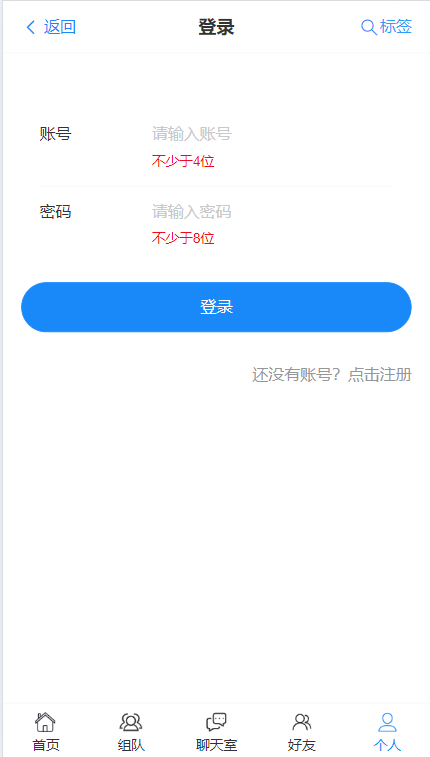 返回 登录 标签
账号 请输入账号
不少于4位
密码 请输入密码
不少于8位
登录
还没有账号？点击注册
首页 组队 聊天室 好友 个人